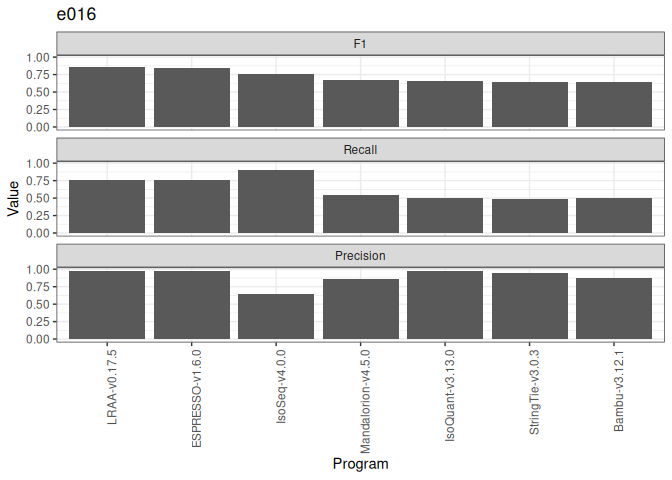 e016
F1
1.00
0.75
0.50
0.25
0.00
Recall
1.00
0.75
0.50
0.25
0.00
Precision
1.00
0.75
0.50
0.25
0.00
Value
LRAA-v0.17.5
ESPRESSO-v1.6.0
IsoSeq-v4.0.0
Mandalorion-v4.5.0
IsoQuant-v3.13.0
StringTie-v3.0.3
Bambu-v3.12.1
Program